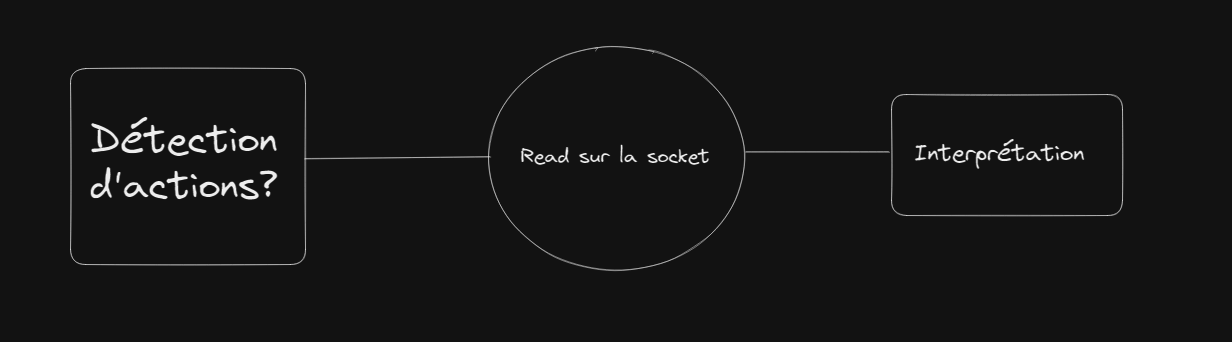 Détection
d'actions?
Read sur la socket
Interprétation